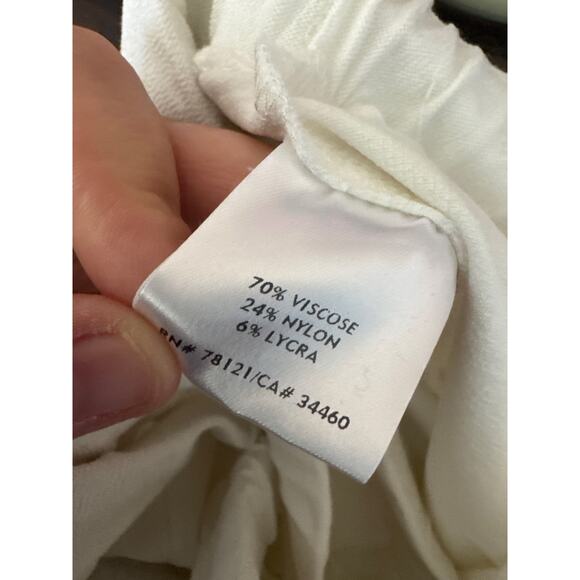 70% VISCOSE
24% NYLON
6% LYCRA
RN# 78121/CA# 34460